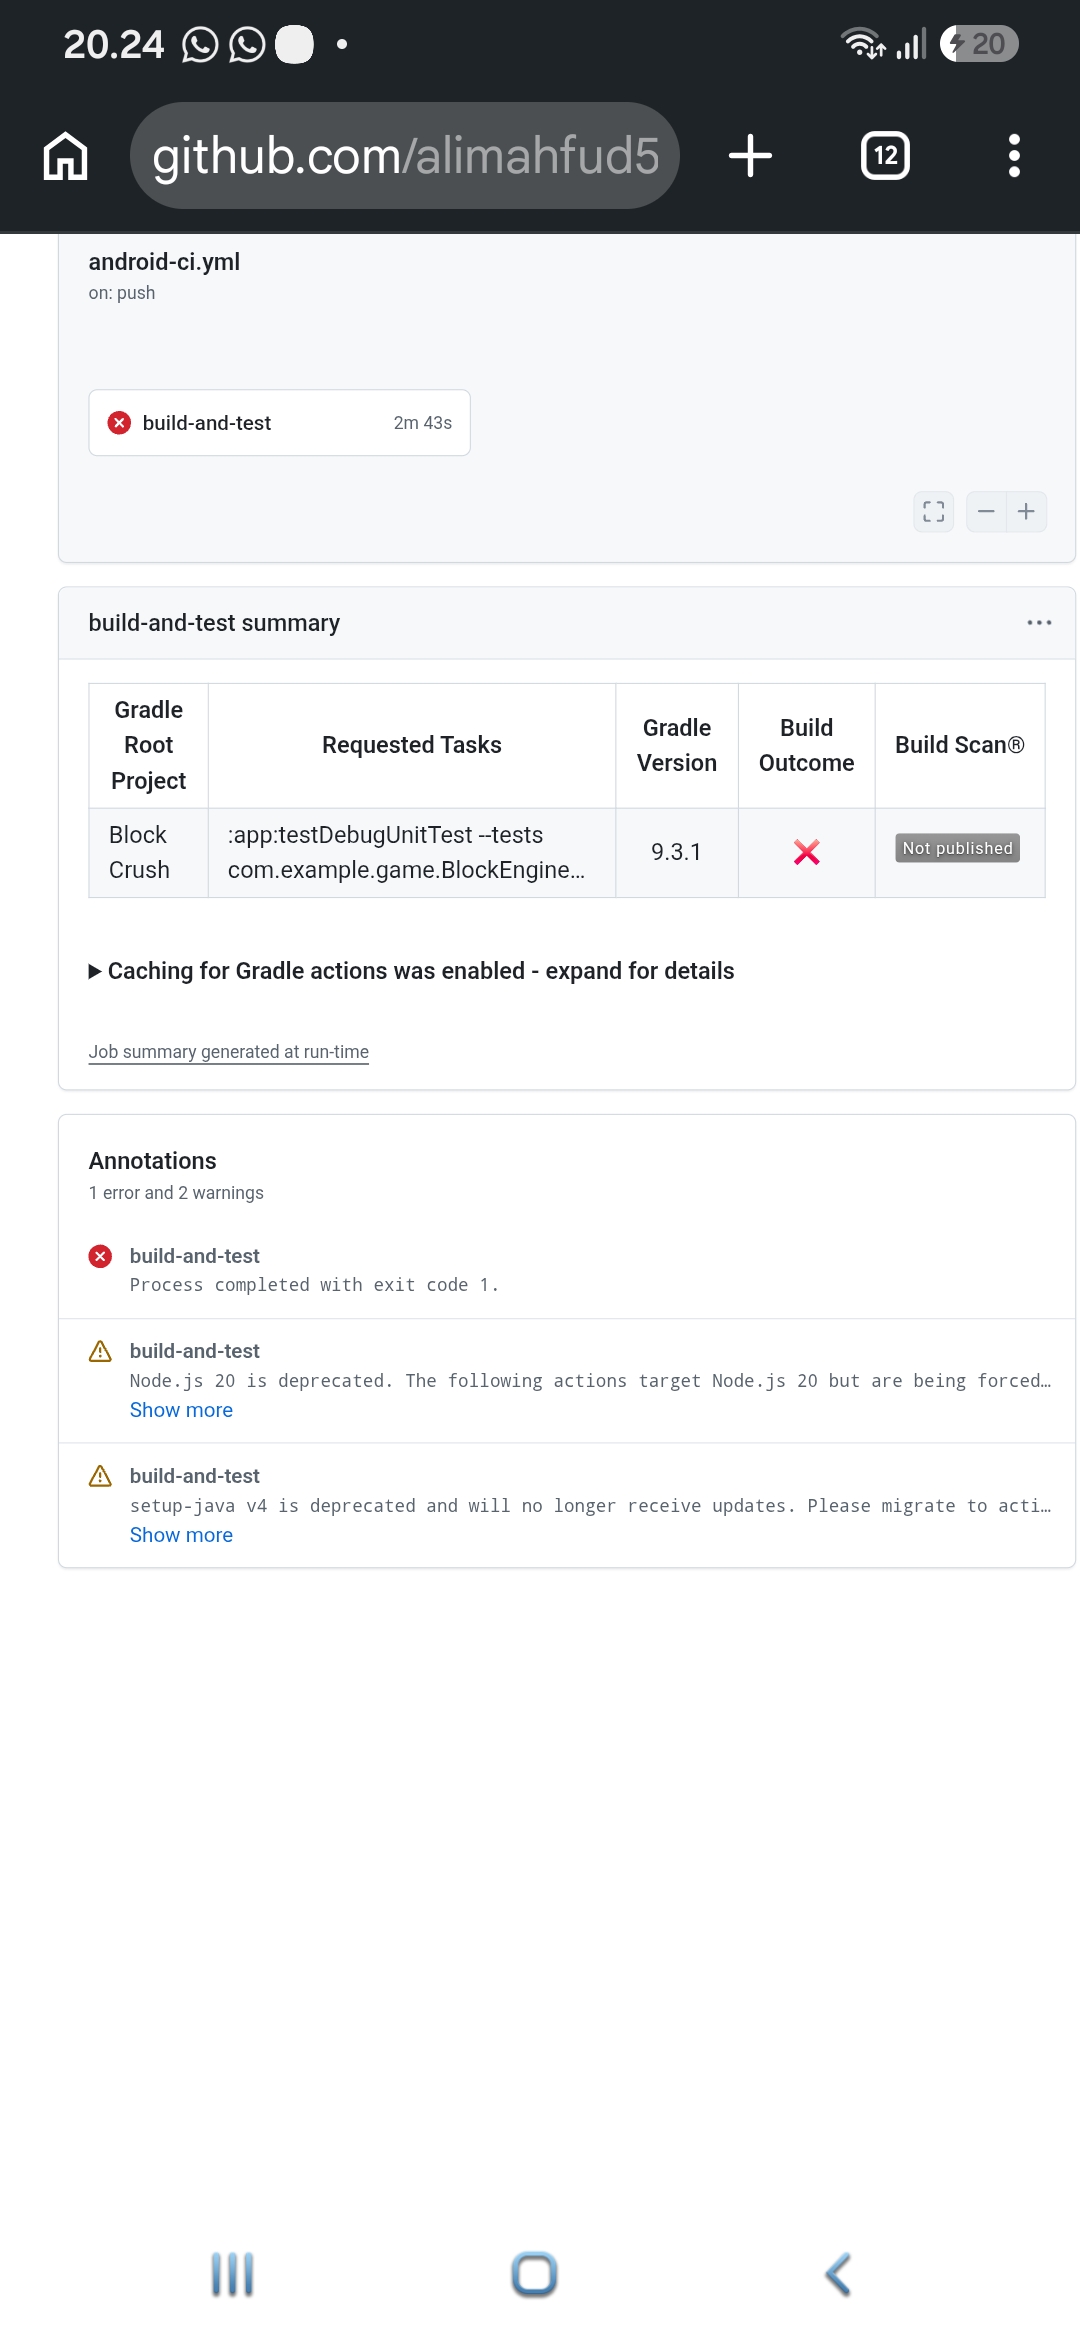 20.24
20
github.com/alimahfud5
12
android-ci.yml
on: push
build-and-test 2m 43s
build-and-test summary
Gradle Root Project
Requested Tasks
Gradle Version
Build Outcome
Build Scan®
Block Crush
:app:testDebugUnitTest --tests
com.example.game.BlockEngine...
9.3.1
Not published
Caching for Gradle actions was enabled - expand for details
Job summary generated at run-time
Annotations
1 error and 2 warnings
build-and-test
Process completed with exit code 1.
build-and-test
Node.js 20 is deprecated. The following actions target Node.js 20 but are being forced…
Show more
build-and-test
setup-java v4 is deprecated and will no longer receive updates. Please migrate to acti…
Show more